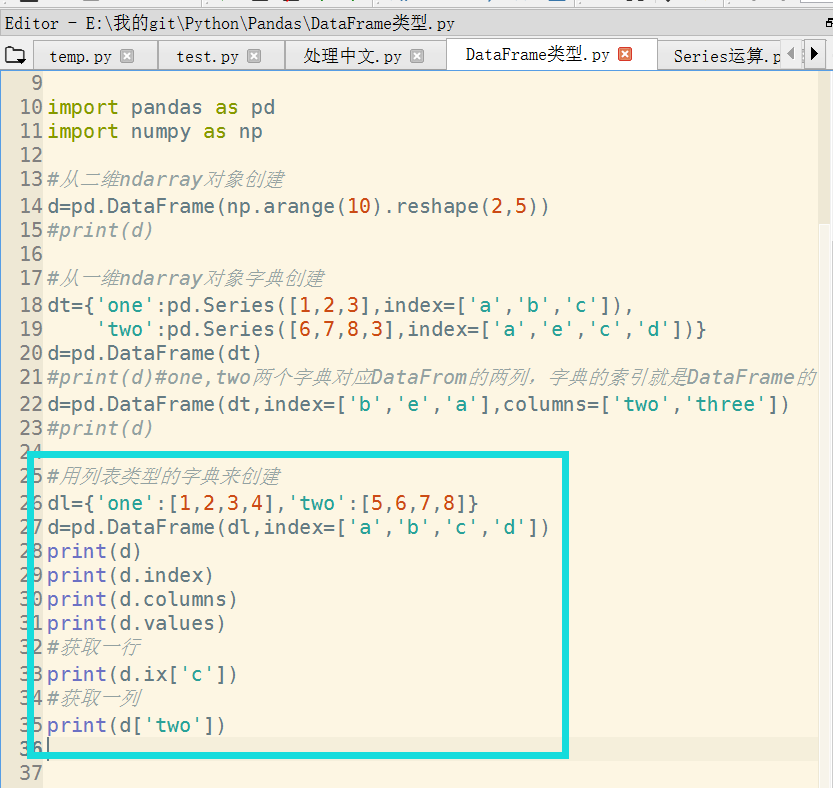 Editor - E:\我的git\Python\Pandas\DataFrame类型.py
temp.py test.py 处理中文.py DataFrame类型.py Series运算.p
9
10 import pandas as pd
11 import numpy as np
12
13 #从二维ndarray对象创建
14 d=pd.DataFrame(np.arange(10).reshape(2,5))
15 #print(d)
16
17 #从一维ndarray对象字典创建
18 dt={'one':pd.Series([1,2,3],index=['a','b','c']),
19     'two':pd.Series([6,7,8,3],index=['a','e','c','d'])}
20 d=pd.DataFrame(dt)
21 #print(d)#one,two两个字典对应DataFrom的两列，字典的索引就是DataFrame的
22 d=pd.DataFrame(dt,index=['b','e','a'],columns=['two','three'])
23 #print(d)
24
25 #用列表类型的字典来创建
26 dl={'one':[1,2,3,4],'two':[5,6,7,8]}
27 d=pd.DataFrame(dl,index=['a','b','c','d'])
28 print(d)
29 print(d.index)
30 print(d.columns)
31 print(d.values)
32 #获取一行
33 print(d.ix['c'])
34 #获取一列
35 print(d['two'])
36
37